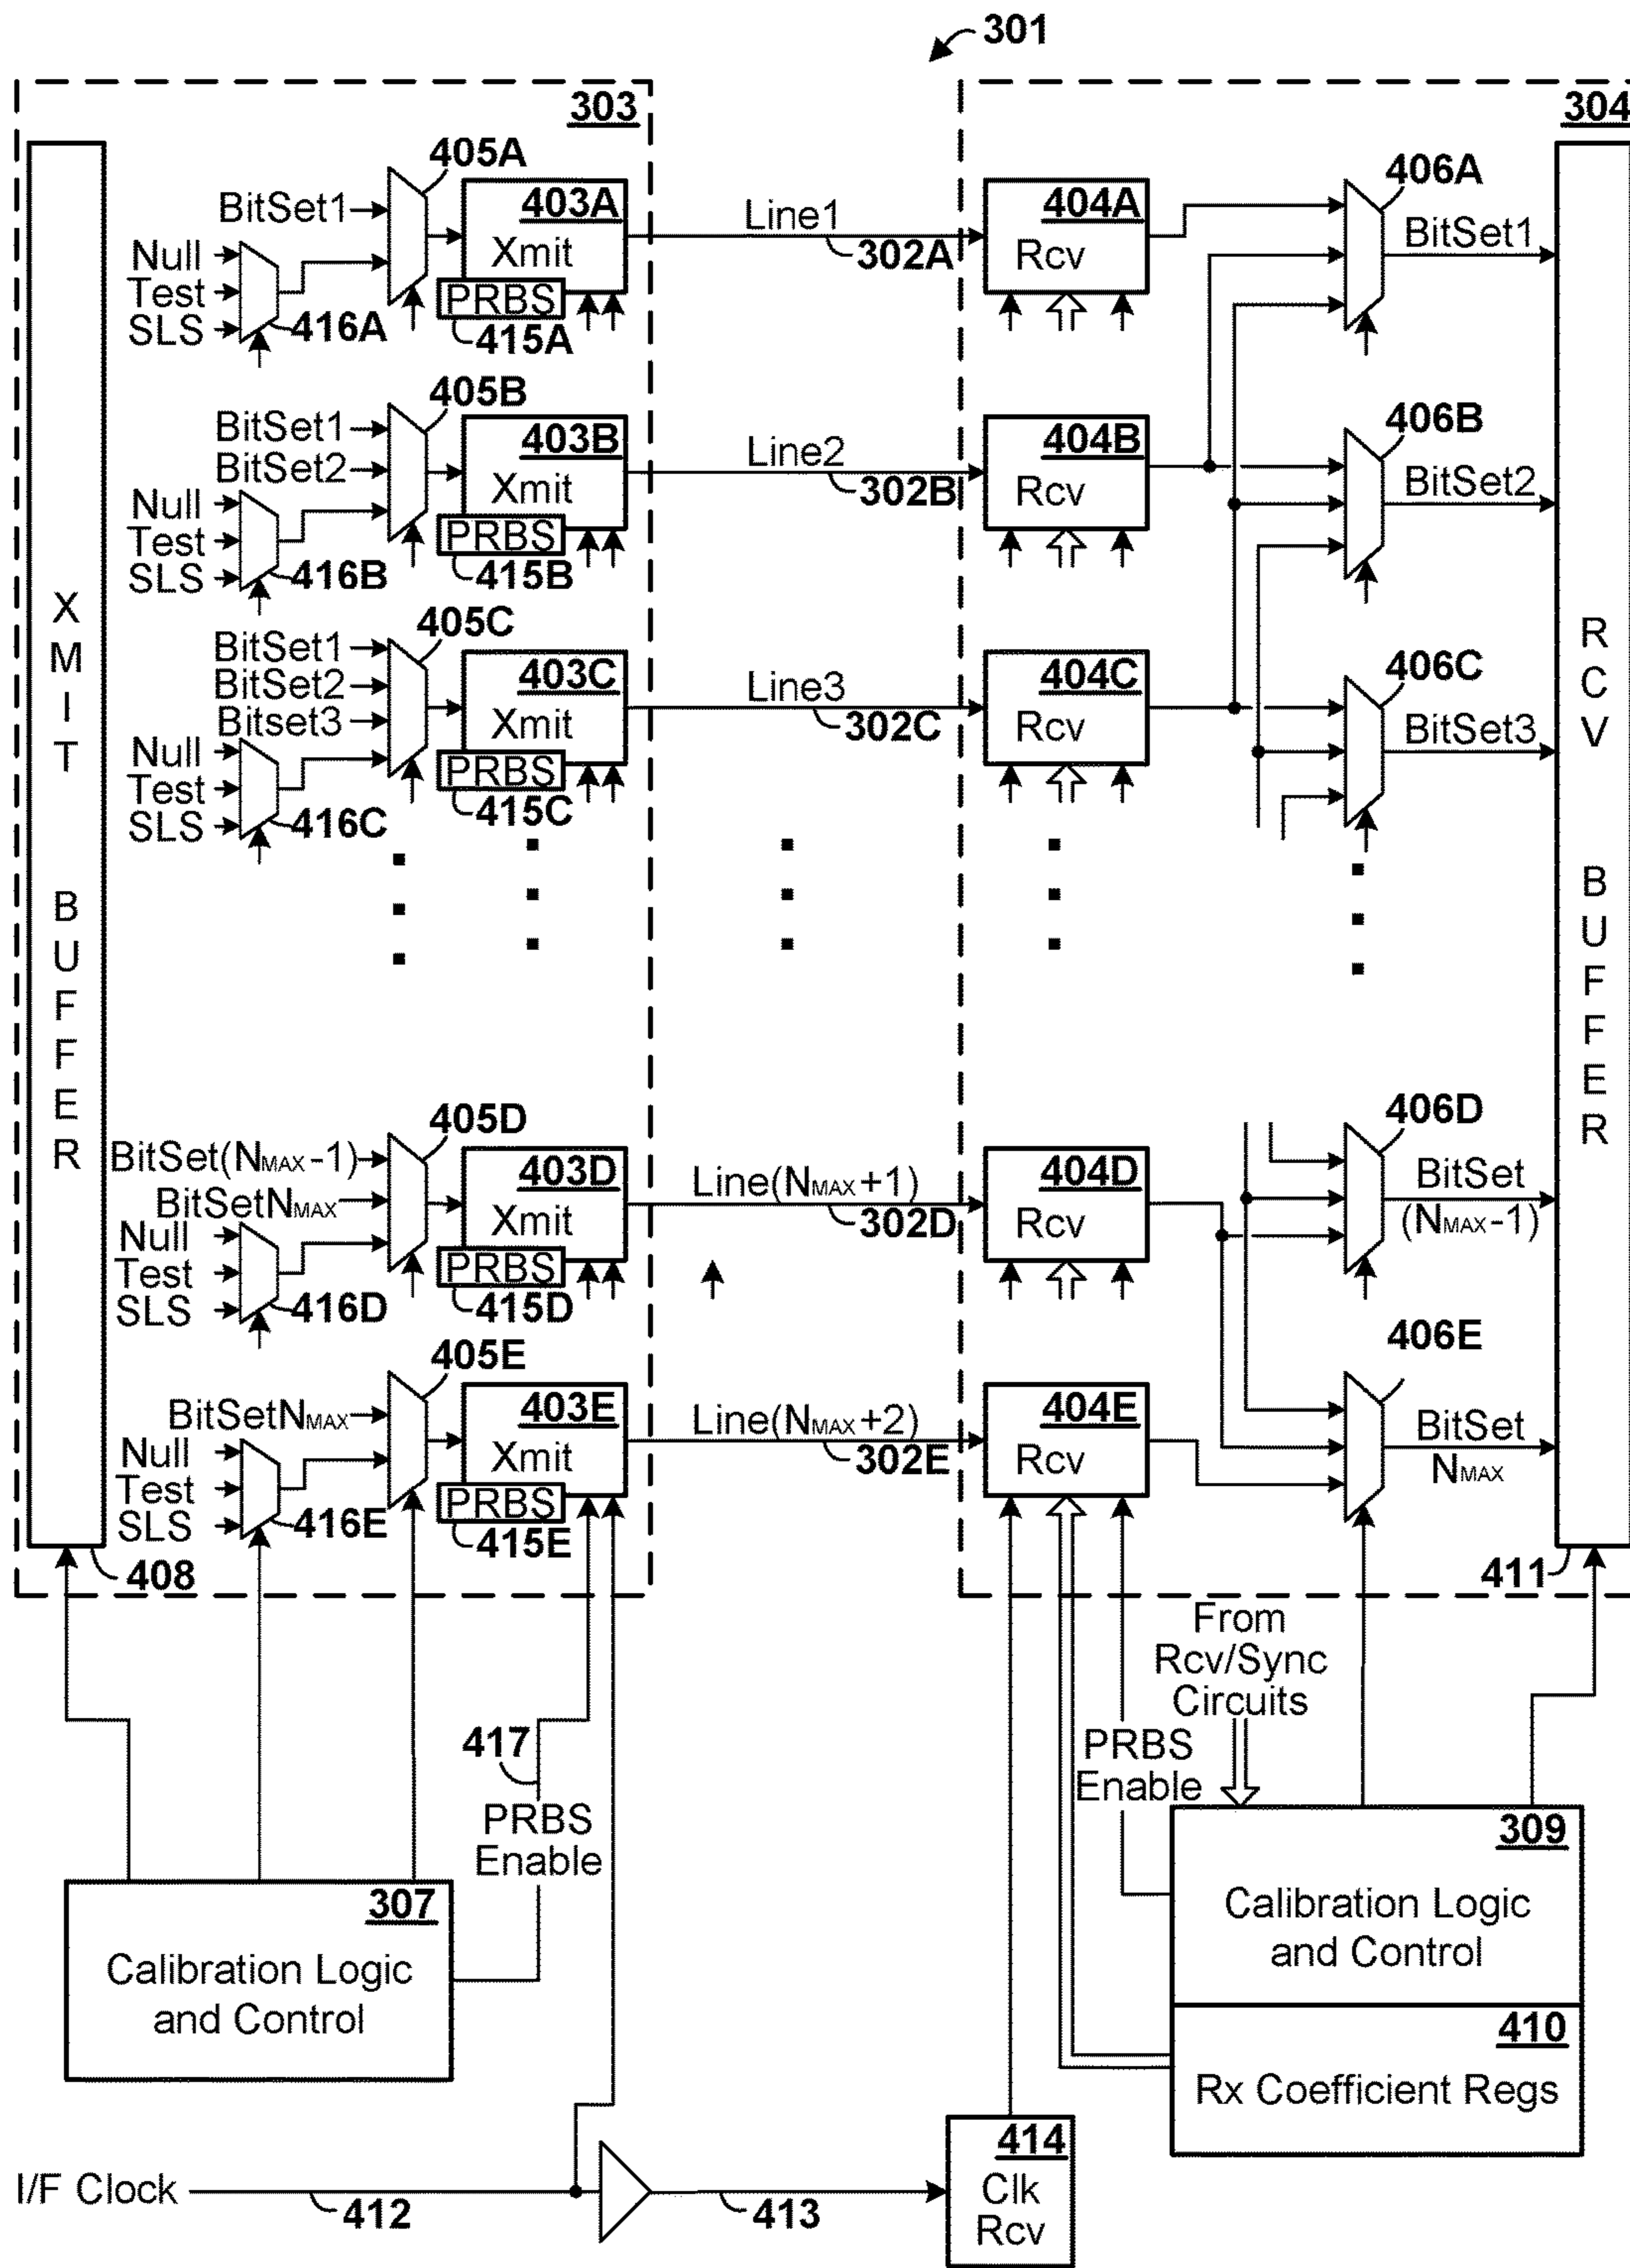 301
303
304
405A
406A
403A
404A
BitSet1
Line1
BitSet1
Null
Xmit
302A
Rcv
Test
PRBS
SLS
416A
415A
405B
406B
BitSet1
403B
Line2
404B
BitSet2
BitSet2
Null
Xmit
302B
Rcv
Test
PRBS
SLS
416B
415B
405C
406C
BitSet1
403C
Line3
404C
BitSet2
BitSet3
Bitset3
Xmit
302C
Rcv
Null
Test
PRBS
SLS
416C
415C
XMIT BUFFER
RCV BUFFER
405D
406D
BitSet(NMAX-1)
403D
Line(NMAX+1)
404D
BitSet
(NMAX-1)
BitSetNMAX
Xmit
302D
Rcv
Null
Test
PRBS
SLS
416D
415D
405E
406E
BitSetNMAX
403E
Line(NMAX+2)
404E
BitSet
NMAX
Null
Xmit
302E
Rcv
Test
PRBS
SLS
416E
415E
408
411
From
Rcv/Sync
Circuits
417
PRBS
Enable
PRBS
Enable
307
Calibration Logic
and Control
309
Calibration Logic
and Control
410
Rx Coefficient Regs
414
Clk
Rcv
I/F Clock
412
413